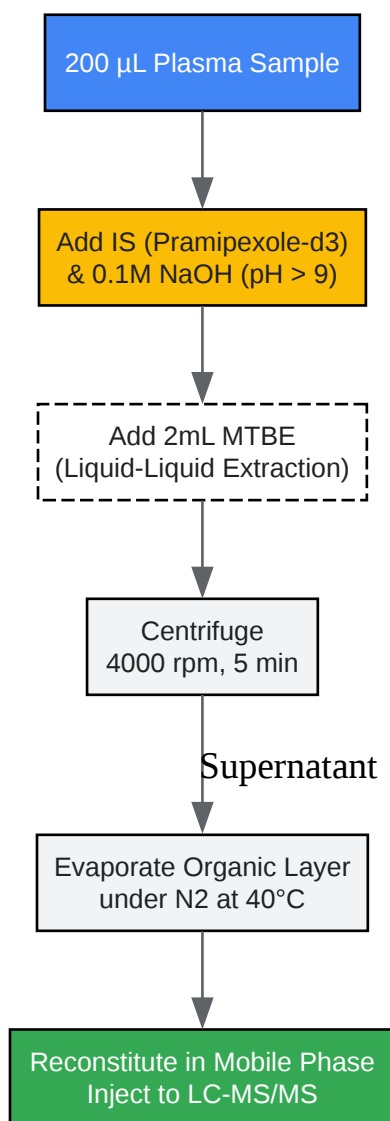 200 µL Plasma Sample
Add IS (Pramipexole-d3)
& 0.1M NaOH (pH > 9)
Add 2mL MTBE
(Liquid-Liquid Extraction)
Centrifuge
4000 rpm, 5 min
Supernatant
Evaporate Organic Layer
under N2 at 40°C
Reconstitute in Mobile Phase
Inject to LC-MS/MS